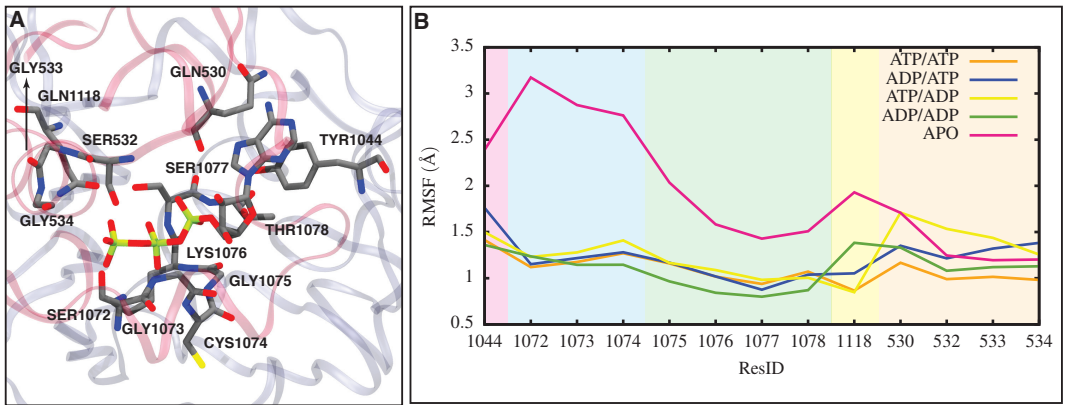 A
GLY533
GLN1118
SER532
GLN530
TYR1044
SER1077
GLY534
THR1078
LYS1076
GLY1075
SER1072
GLY1073
CYS1074
B
3.5
3
2.5
2
1.5
1
0.5
RMSF (Å)
ATP/ATP
ADP/ATP
ATP/ADP
ADP/ADP
APO
1044 1072 1073 1074 1075 1076 1077 1078 1118 530 532 533 534
ResID